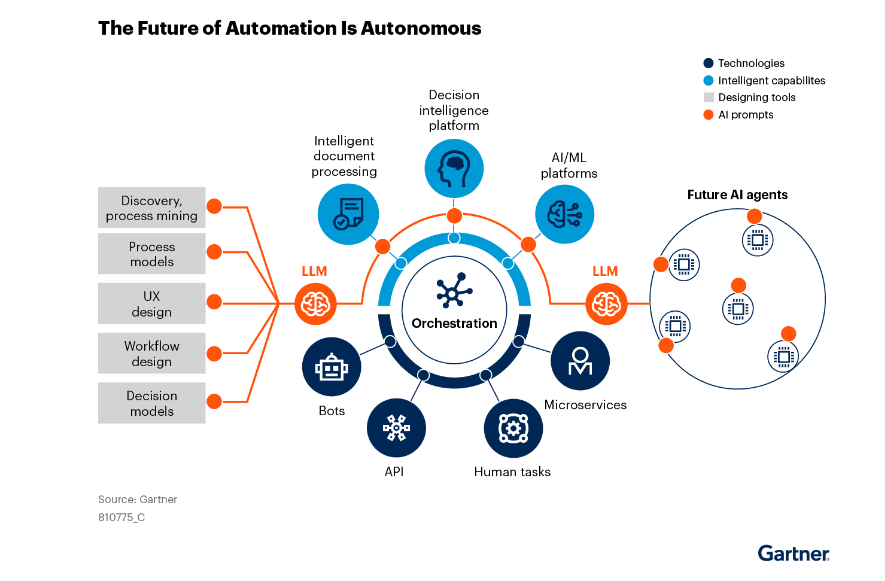 The Future of Automation Is Autonomous
Technologies
Intelligent capabilites
Designing tools
AI prompts
Decision
intelligence
platform
Intelligent
document
processing
AI/ML
platforms
Future AI agents
Discovery,
process mining
Process
models
UX
design
Workflow
design
Decision
models
LLM
LLM
Orchestration
Bots
Microservices
API
Human tasks
Source: Gartner
810775_C
Gartner